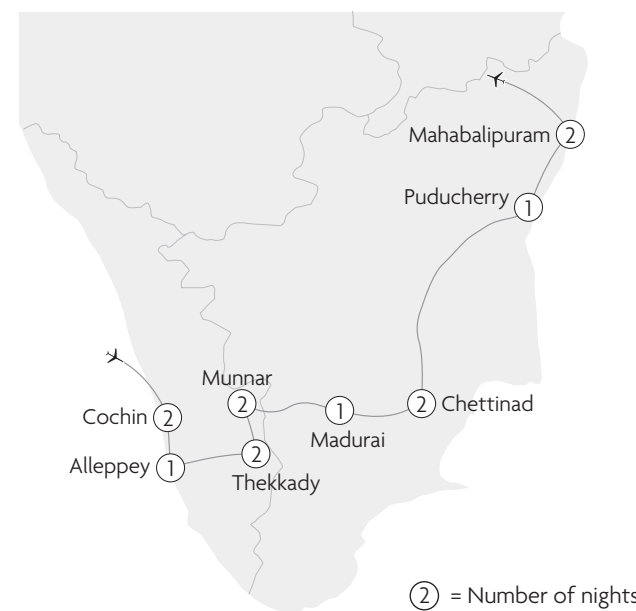 Mahabalipuram 2
Puducherry 1
Munnar
2
Cochin 2
1
2 Chettinad
Madurai
Alleppey 1
2
Thekkady
2 = Number of nights